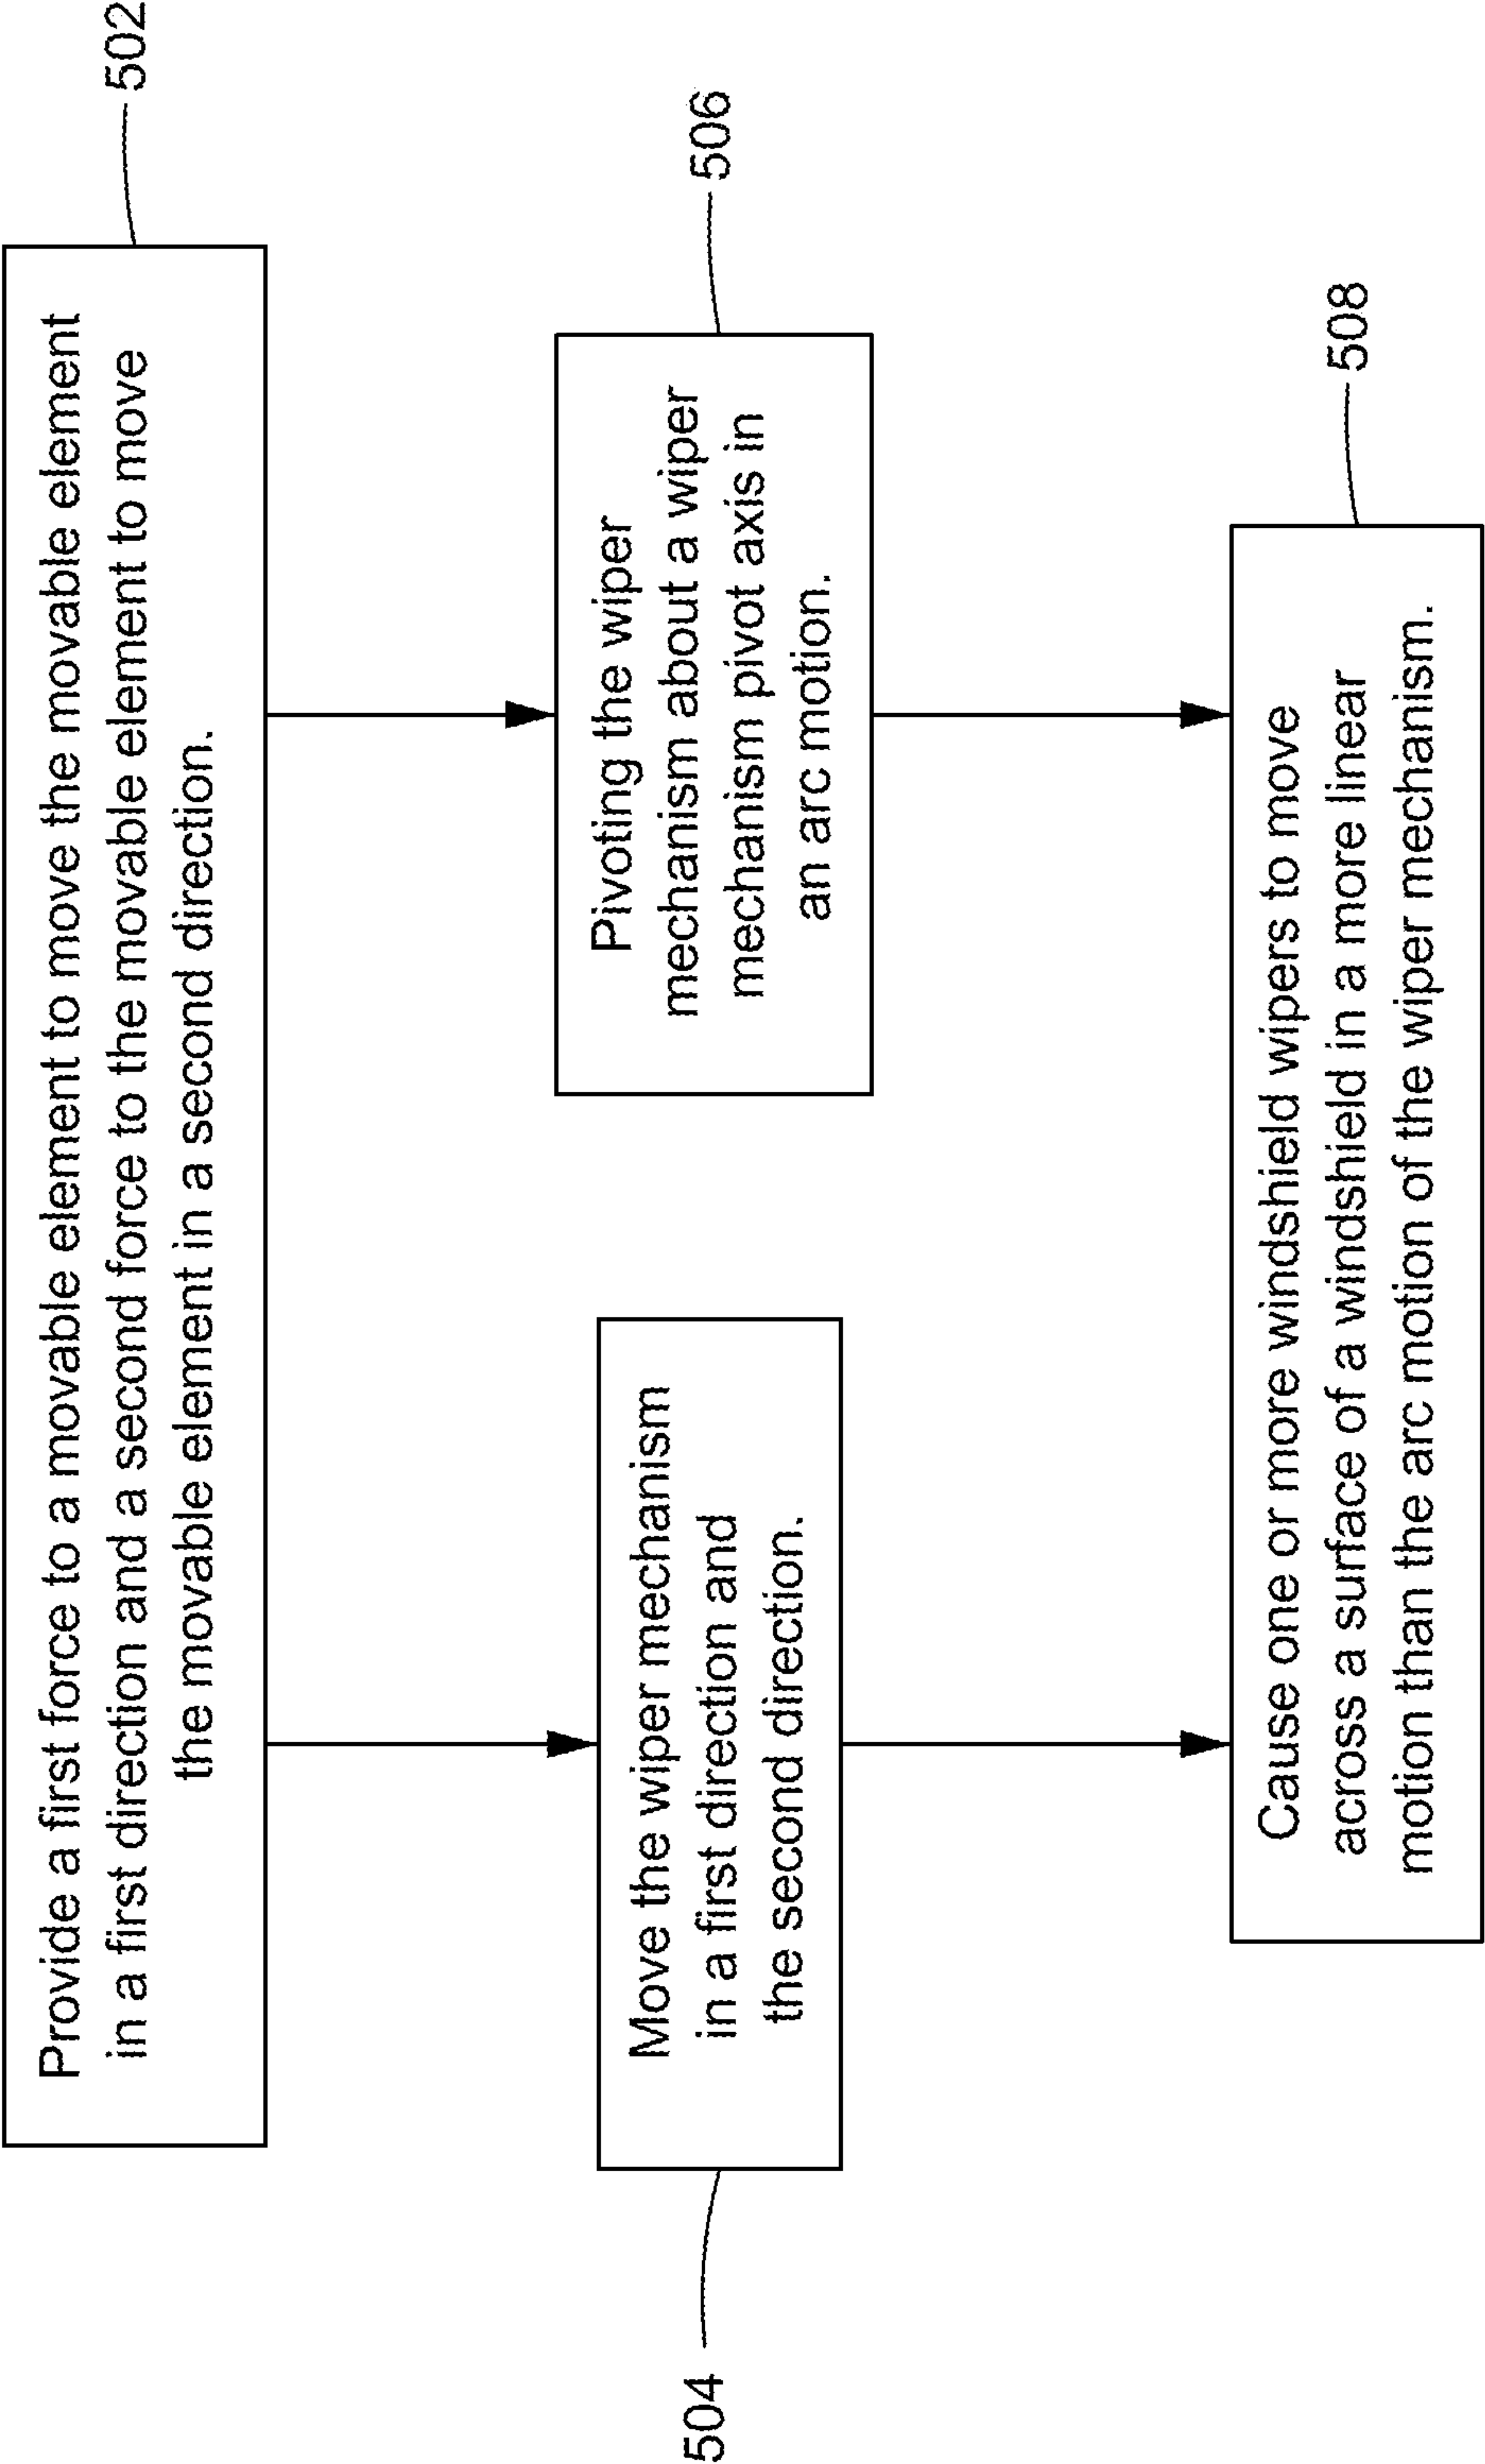 Provide a first force to a movable element to move the movable element
in a first direction and a second force to the movable element to move
the movable element in a second direction.
502
Move the wiper mechanism
in a first direction and
the second direction.
504
Pivoting the wiper
mechanism about a wiper
mechanism pivot axis in
an arc motion.
506
Cause one or more windshield wipers to move
across a surface of a windshield in a more linear
motion than the arc motion of the wiper mechanism.
508